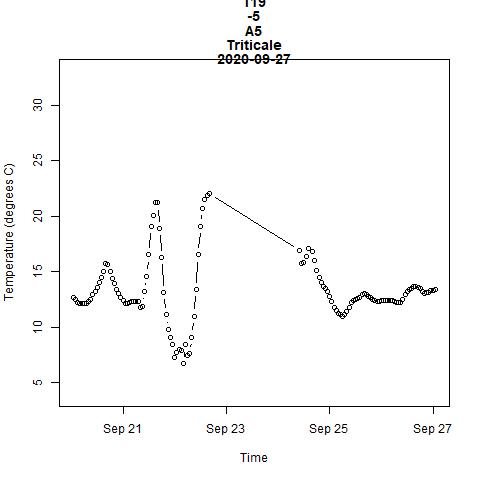 T19
-5
A5
Triticale
2020-09-27
Temperature (degrees C)
30
25
20
15
10
5
Sep 21 Sep 23 Sep 25 Sep 27
Time